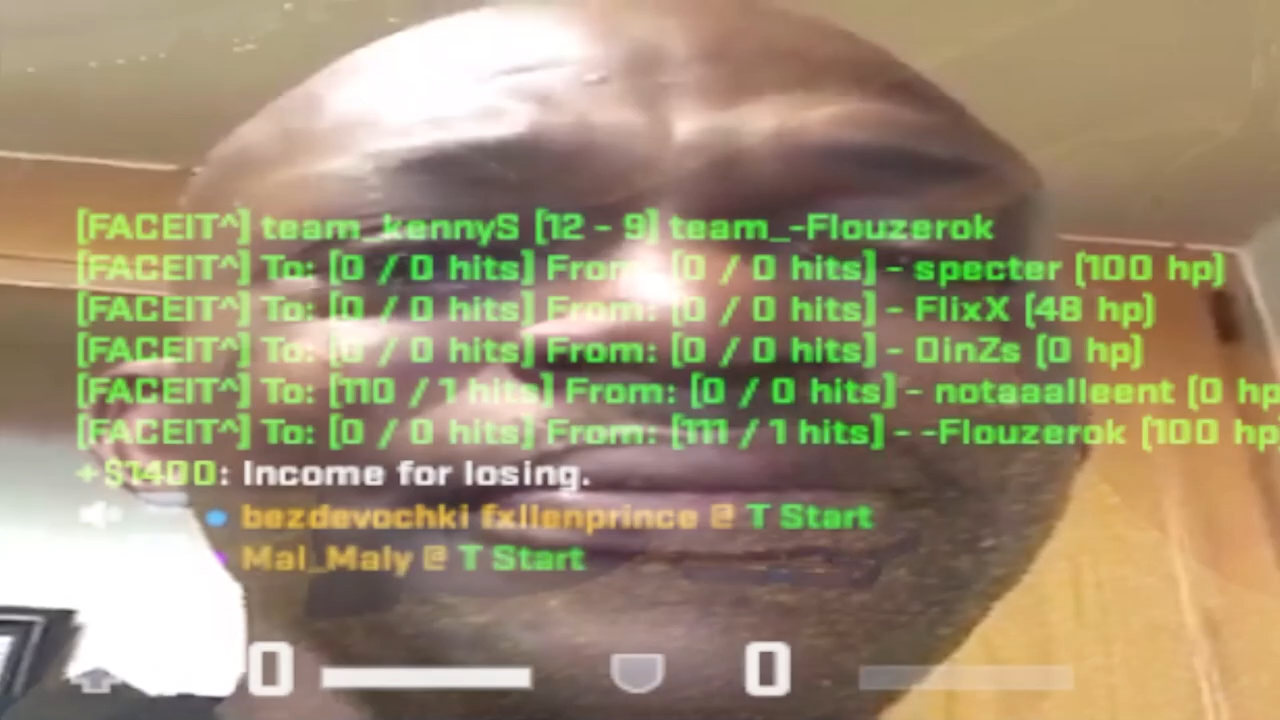 [FACEIT^] team_kennyS [12 - 9] team_-Flouzerok
[FACEIT^] To: [0 / 0 hits] From: [0 / 0 hits] - specter (100 hp)
[FACEIT^] To: [0 / 0 hits] From: [0 / 0 hits] - FlixX (48 hp)
[FACEIT^] To: [0 / 0 hits] From: [0 / 0 hits] - 0inZs (0 hp)
[FACEIT^] To: [110 / 1 hits] From: [0 / 0 hits] - notaaalleent (0 hp
[FACEIT^] To: [0 / 0 hits] From: [111 / 1 hits] - -Flouzerok (100 hp
+$1400: Income for losing.
bezdevochki fxllenprince @ T Start
Mal_Maly @ T Start
0 0